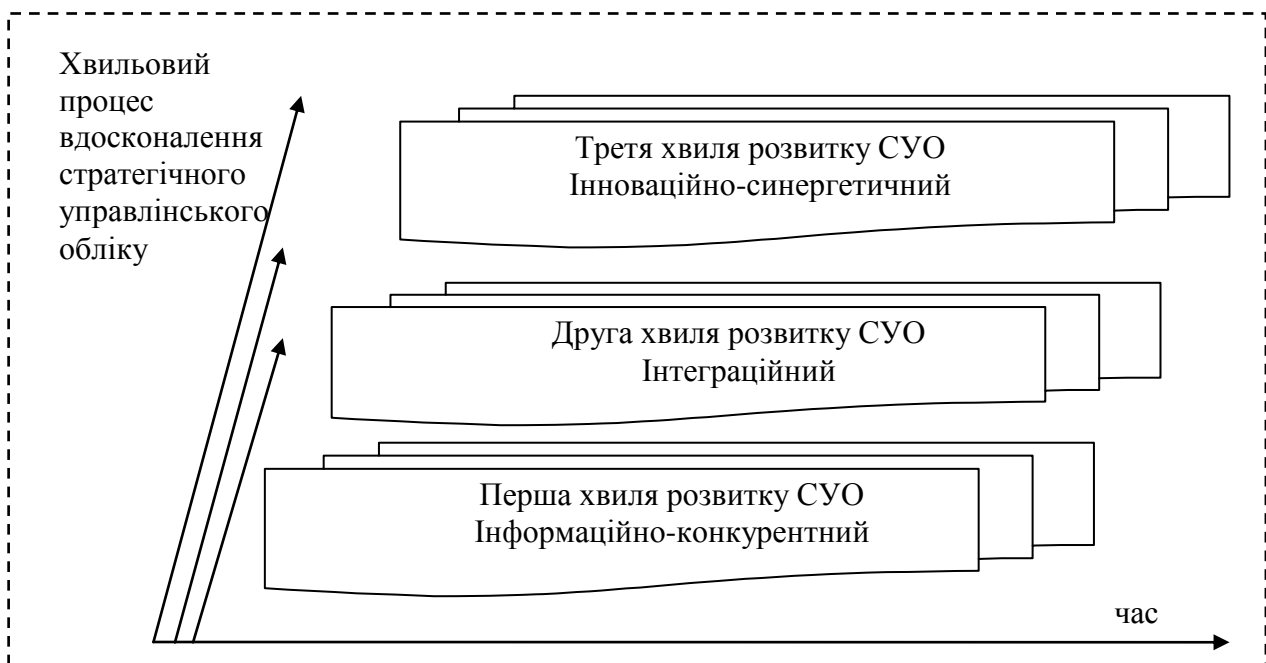 Хвильовий
процес
вдосконалення
стратегічного
управлінського
обліку
Третя хвиля розвитку СУО
Інноваційно-синергетичний
Друга хвиля розвитку СУО
Інтеграційний
Перша хвиля розвитку СУО
Інформаційно-конкурентний
час